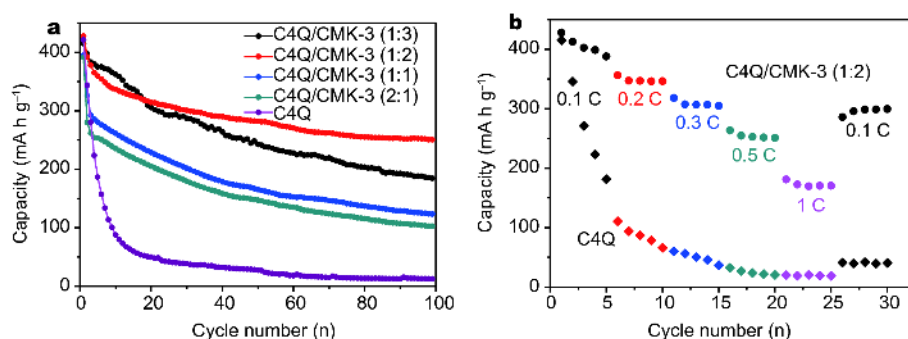 a
C4Q/CMK-3 (1:3)
C4Q/CMK-3 (1:2)
C4Q/CMK-3 (1:1)
C4Q/CMK-3 (2:1)
C4Q
Capacity (mA h g⁻¹)
400
300
200
100
0
0 20 40 60 80 100
Cycle number (n)
b
C4Q/CMK-3 (1:2)
0.1 C
0.2 C
0.3 C
0.5 C
1 C
0.1 C
C4Q
Capacity (mA h g⁻¹)
400
300
200
100
0
0 5 10 15 20 25 30
Cycle number (n)